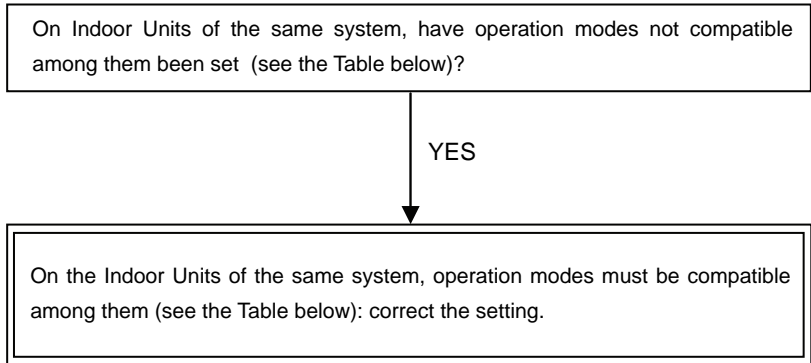 On Indoor Units of the same system, have operation modes not compatible
among them been set (see the Table below)?
YES
On the Indoor Units of the same system, operation modes must be compatible
among them (see the Table below): correct the setting.